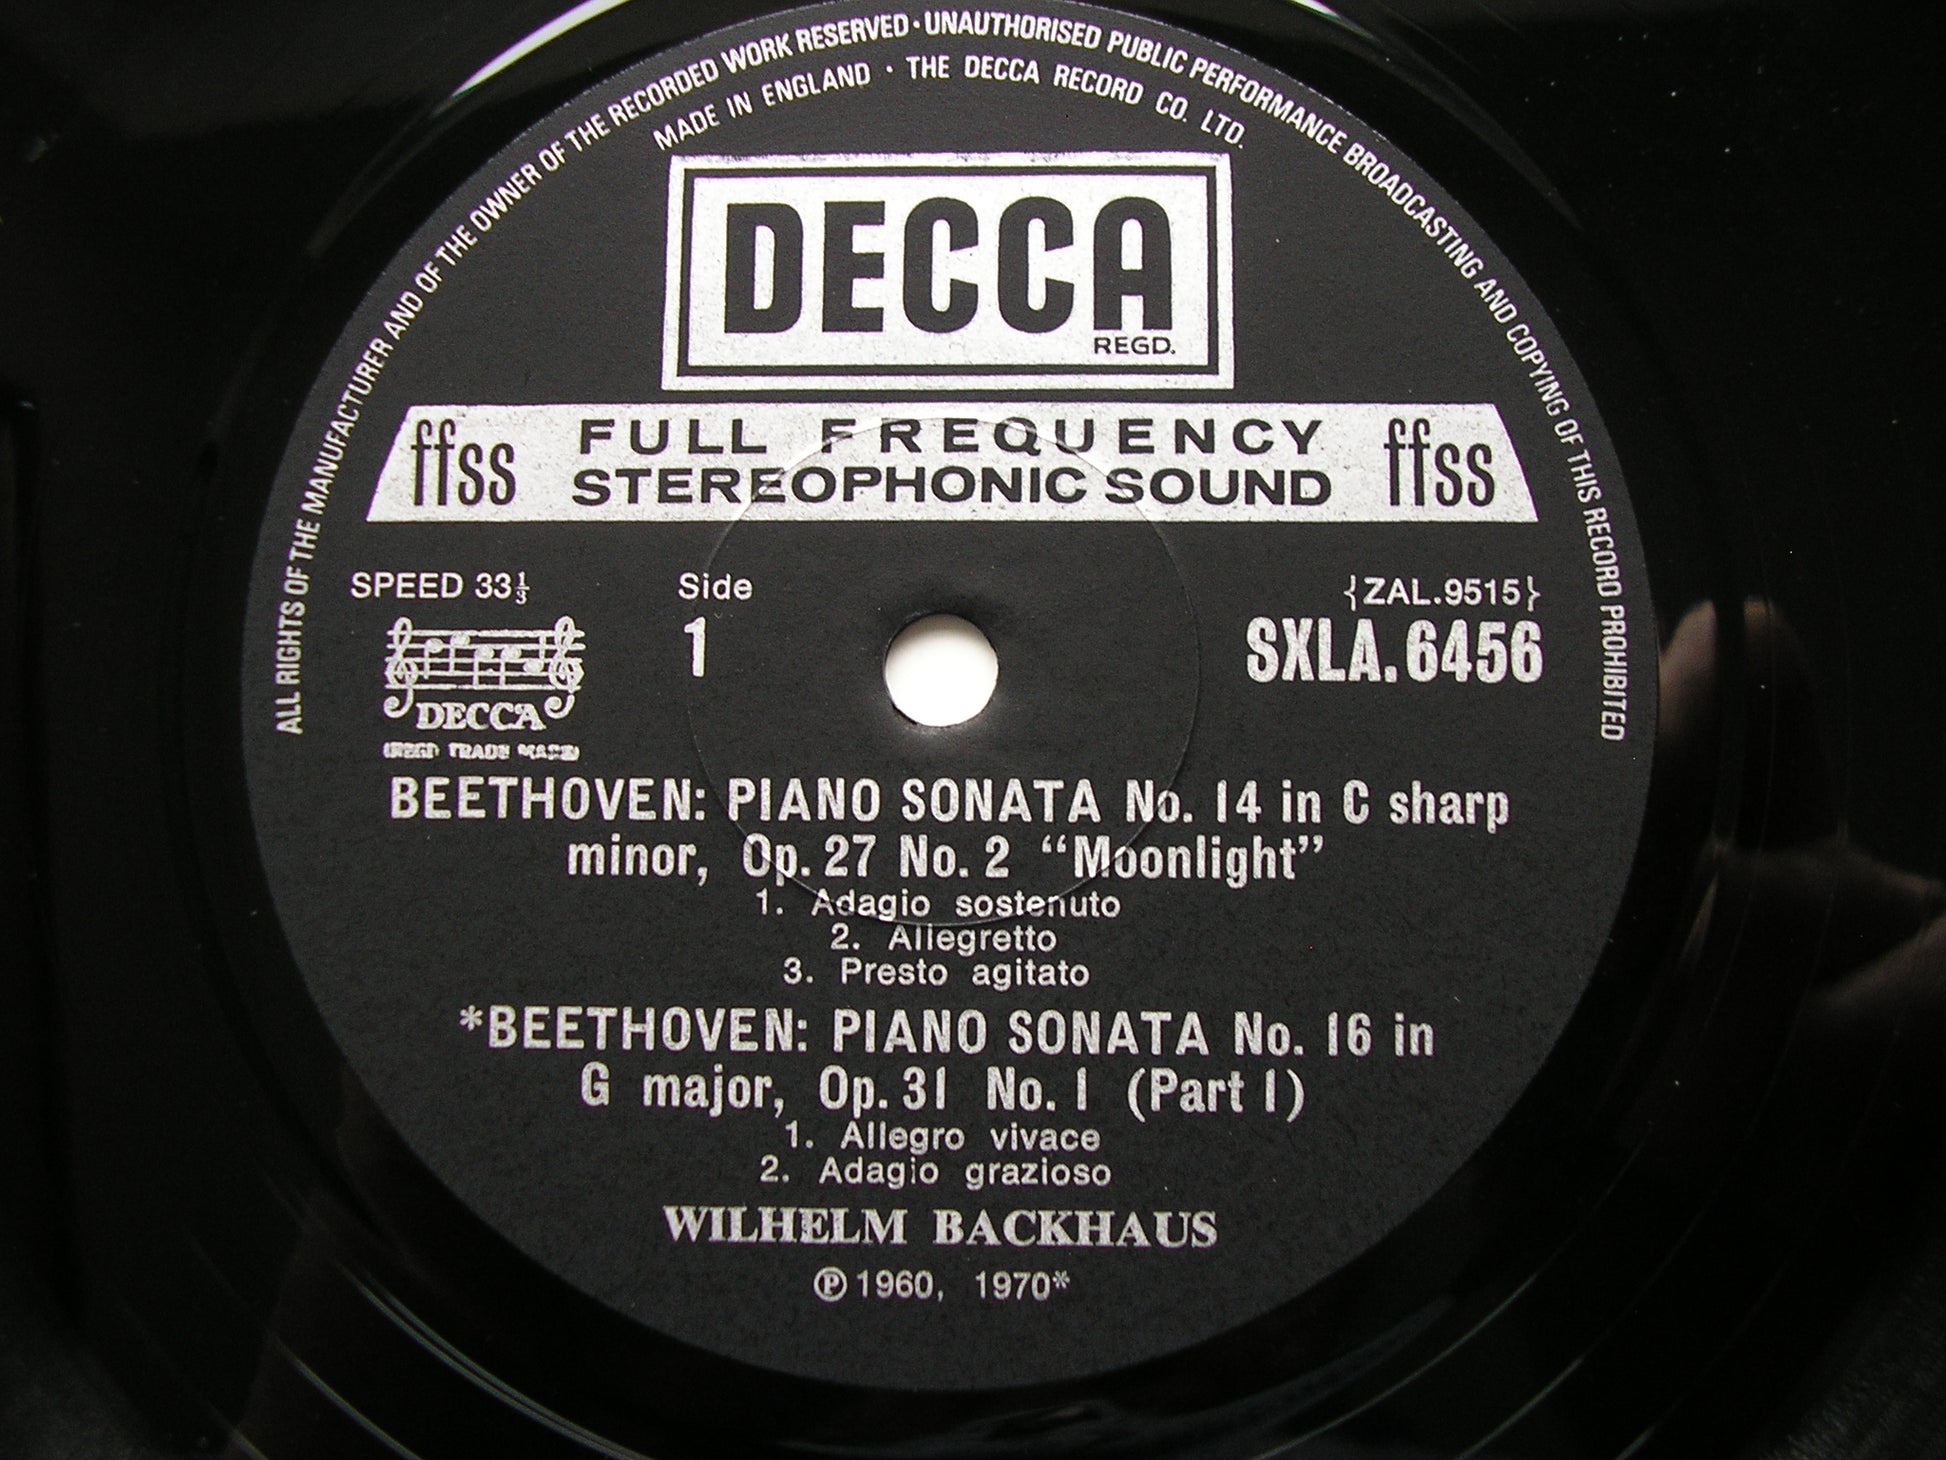 ALL RIGHTS OF THE MANUFACTURER AND OF THE OWNER OF THE RECORDED WORK RESERVED · UNAUTHORISED PUBLIC PERFORMANCE BROADCASTING AND COPYING OF THIS RECORD PROHIBITED
MADE IN ENGLAND · THE DECCA RECORD CO. LTD.
DECCA
REGD.
ffss FULL FREQUENCY ffss
STEREOPHONIC SOUND
SPEED 33⅓ Side {ZAL.9515}
1 SXLA.6456
DECCA
(REGD TRADE MARK)
BEETHOVEN: PIANO SONATA No. 14 in C sharp
minor, Op. 27 No. 2 “Moonlight”
1. Adagio sostenuto
2. Allegretto
3. Presto agitato
*BEETHOVEN: PIANO SONATA No. 16 in
G major, Op. 31 No. 1 (Part 1)
1. Allegro vivace
2. Adagio grazioso
WILHELM BACKHAUS
℗ 1960, 1970*